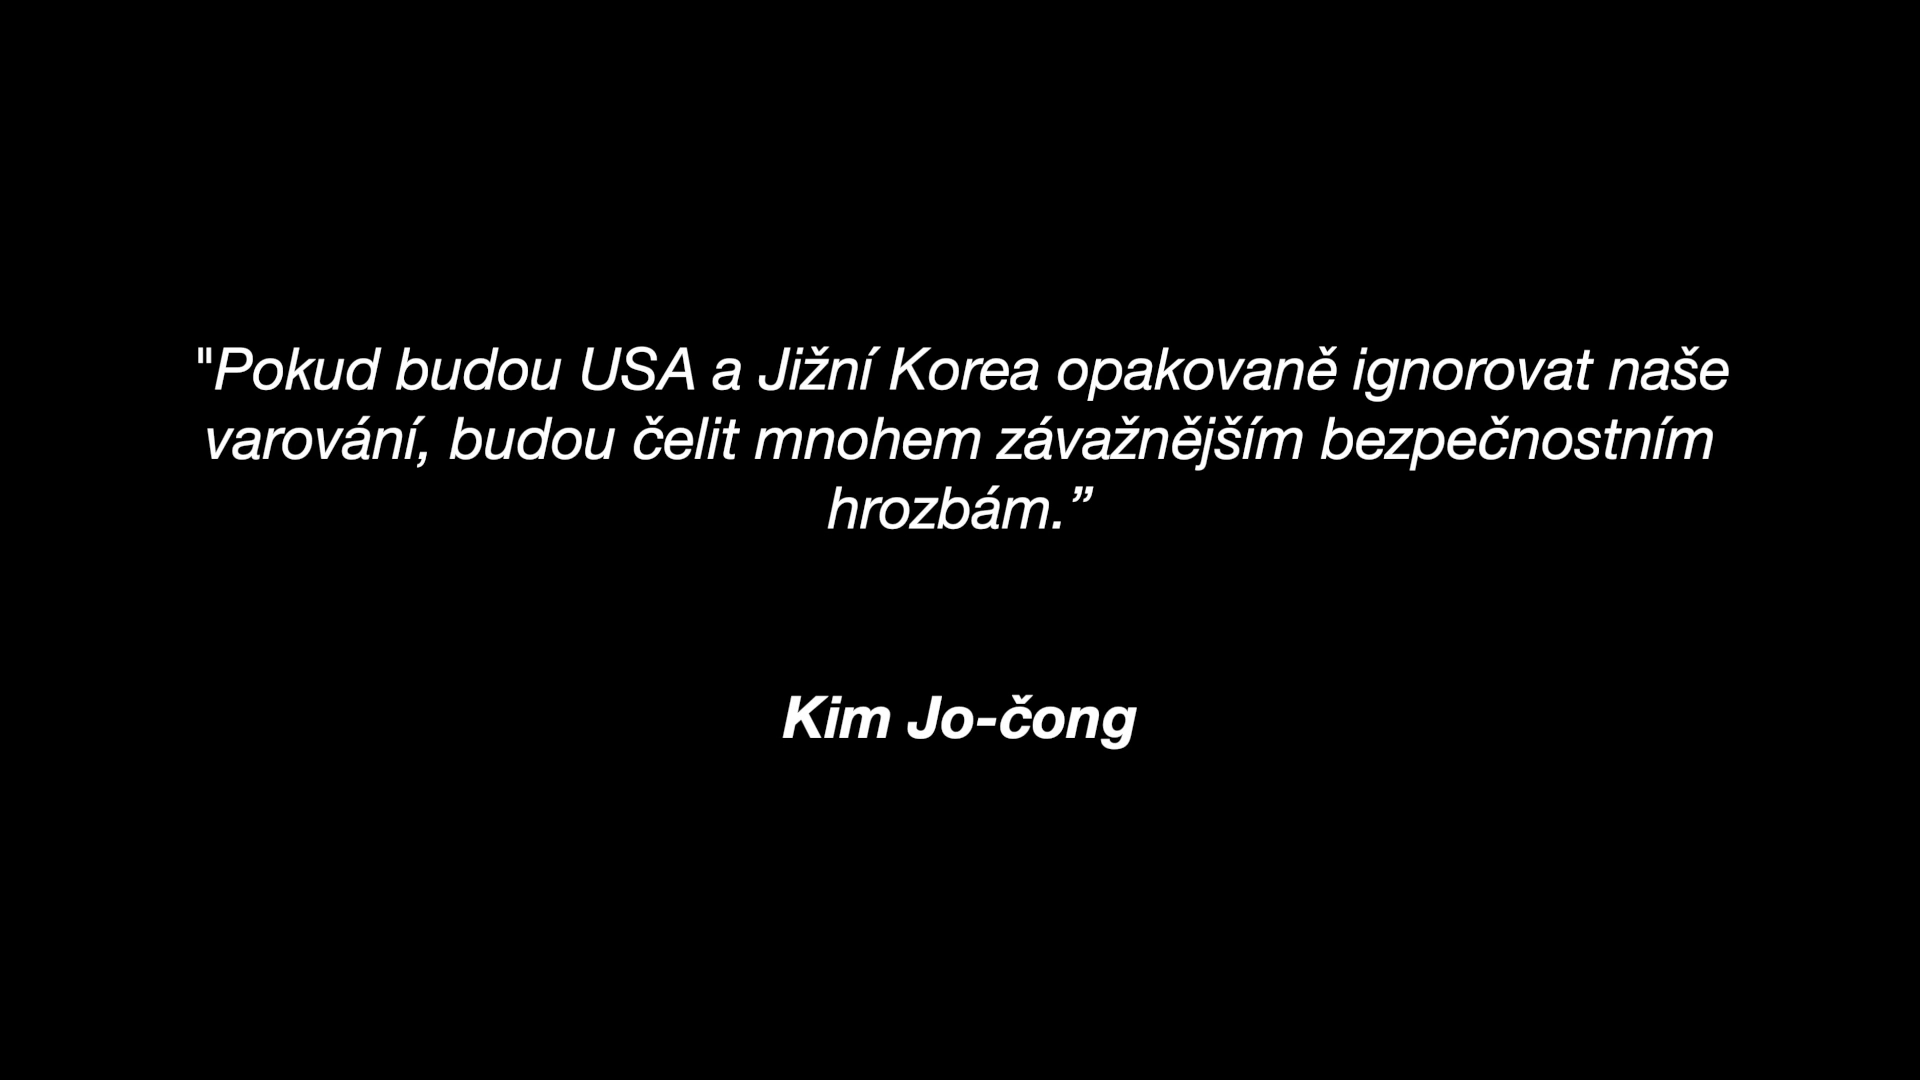 "Pokud budou USA a Jižní Korea opakovaně ignorovat naše
varování, budou čelit mnohem závažnějším bezpečnostním
hrozbám.”
Kim Jo-čong